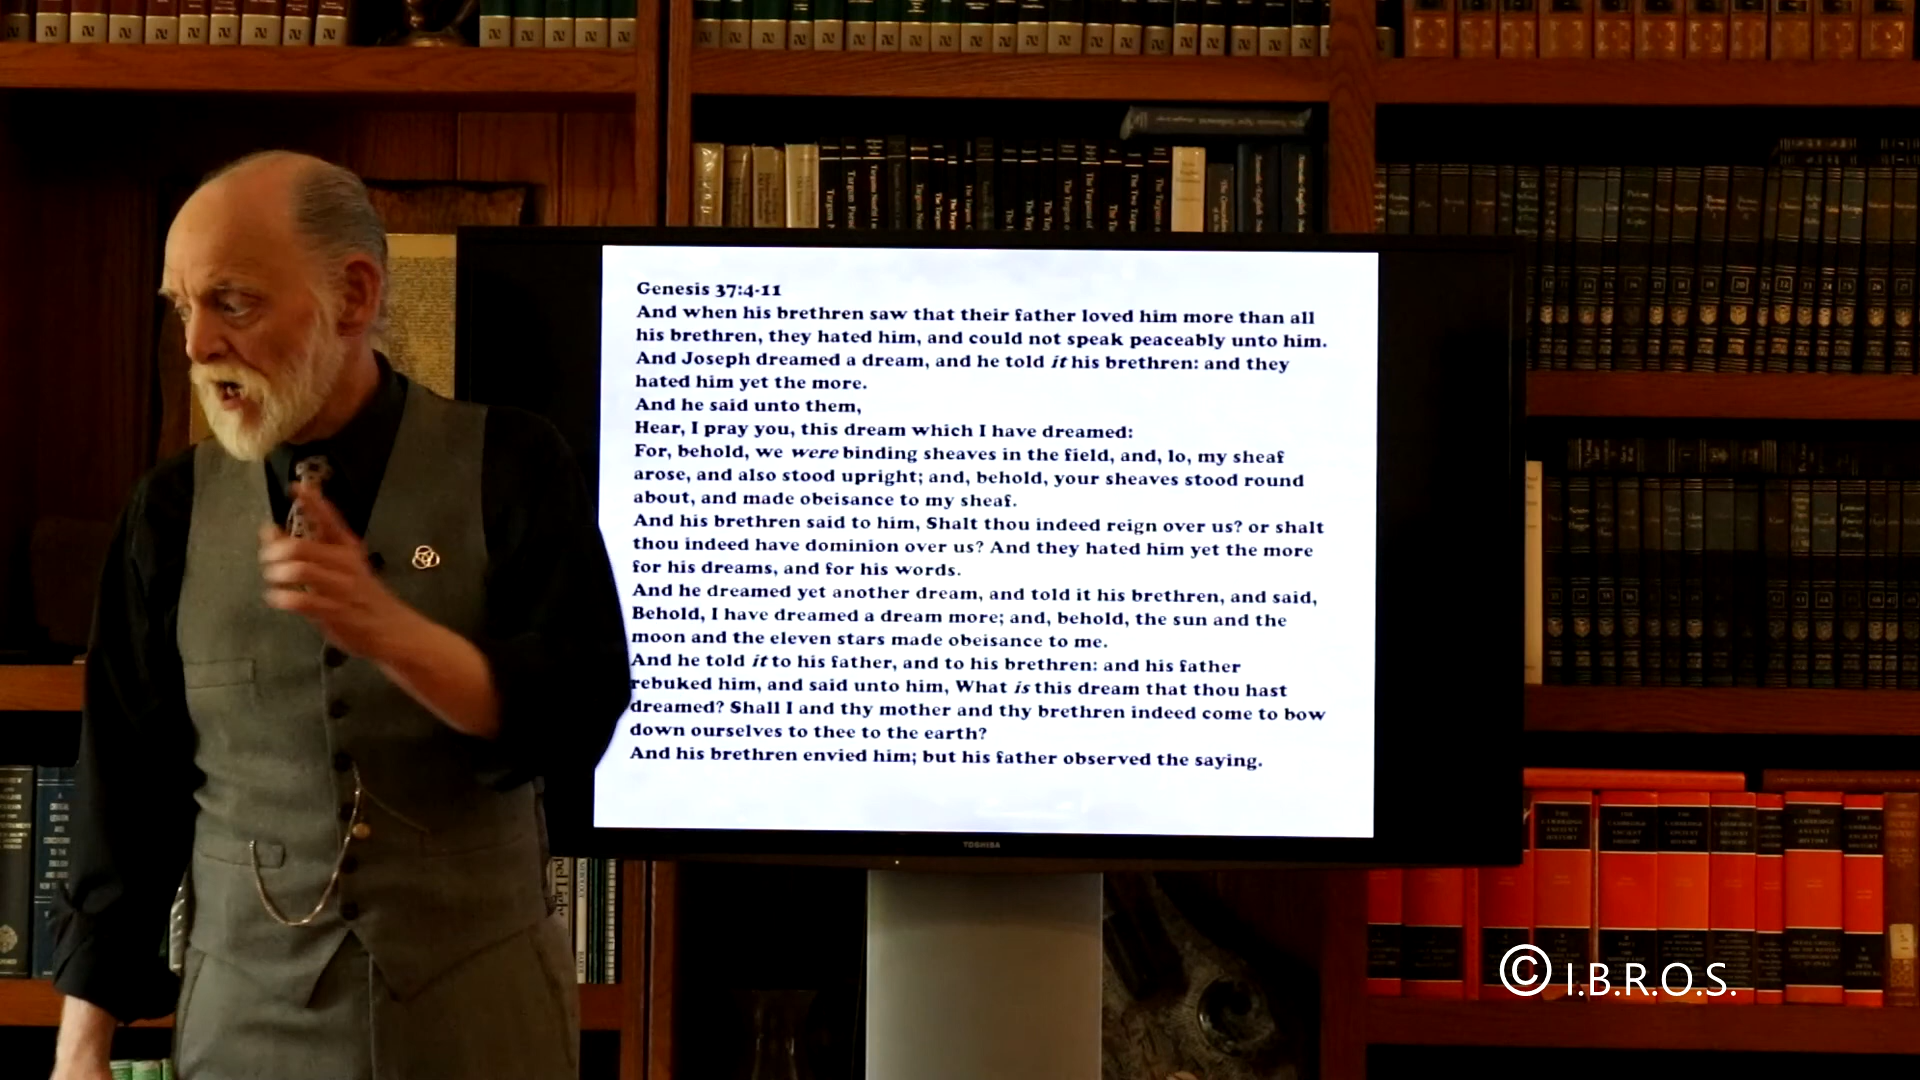 Genesis 37:4-11
And when his brethren saw that their father loved him more than all
his brethren, they hated him, and could not speak peaceably unto him.
And Joseph dreamed a dream, and he told it his brethren: and they
hated him yet the more.
And he said unto them,
Hear, I pray you, this dream which I have dreamed:
For, behold, we were binding sheaves in the field, and, lo, my sheaf
arose, and also stood upright; and, behold, your sheaves stood round
about, and made obeisance to my sheaf.
And his brethren said to him, Shalt thou indeed reign over us? or shalt
thou indeed have dominion over us? And they hated him yet the more
for his dreams, and for his words.
And he dreamed yet another dream, and told it his brethren, and said,
Behold, I have dreamed a dream more; and, behold, the sun and the
moon and the eleven stars made obeisance to me.
And he told it to his father, and to his brethren: and his father
rebuked him, and said unto him, What is this dream that thou hast
dreamed? Shall I and thy mother and thy brethren indeed come to bow
down ourselves to thee to the earth?
And his brethren envied him; but his father observed the saying.
TOSHIBA
© I.B.R.O.S.